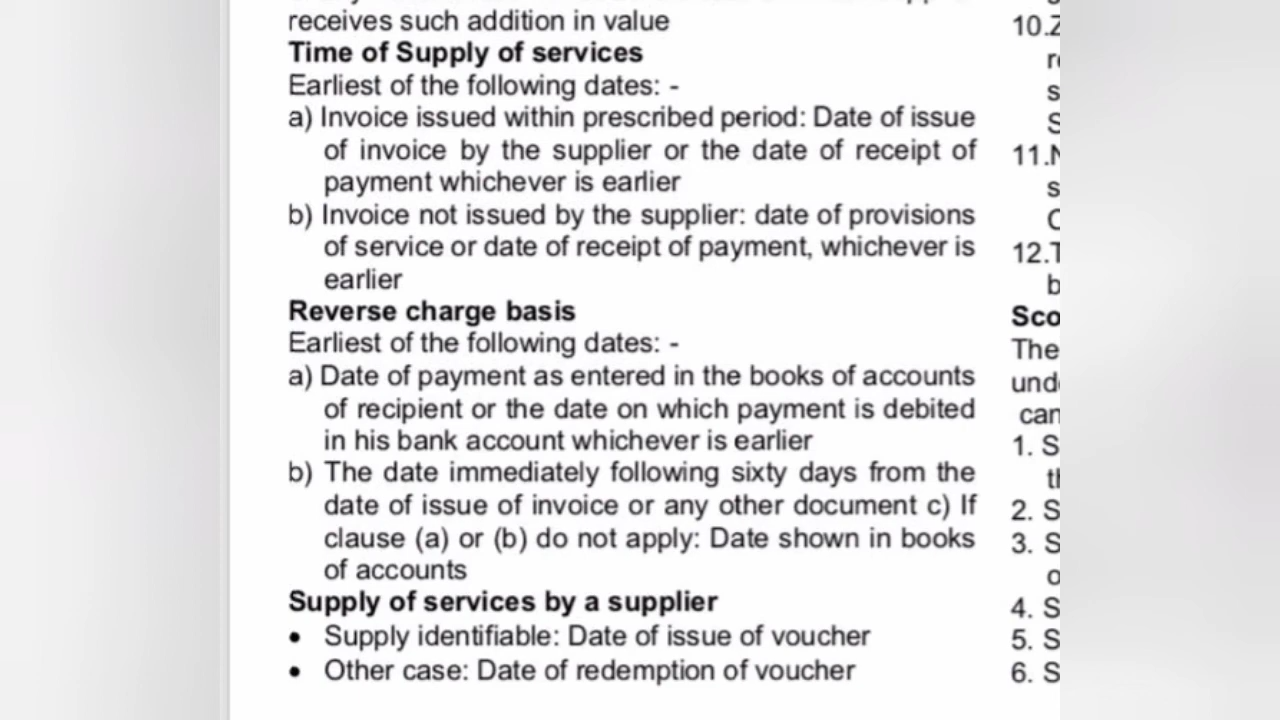 receives such addition in value
Time of Supply of services
Earliest of the following dates: -
a) Invoice issued within prescribed period: Date of issue
of invoice by the supplier or the date of receipt of
payment whichever is earlier
b) Invoice not issued by the supplier: date of provisions
of service or date of receipt of payment, whichever is
earlier
Reverse charge basis
Earliest of the following dates: -
a) Date of payment as entered in the books of accounts
of recipient or the date on which payment is debited
in his bank account whichever is earlier
b) The date immediately following sixty days from the
date of issue of invoice or any other document c) If
clause (a) or (b) do not apply: Date shown in books
of accounts
Supply of services by a supplier
• Supply identifiable: Date of issue of voucher
• Other case: Date of redemption of voucher
10.
11.
12.
The
can
1. S
2. S
3. S
4. S
5. S
6. S